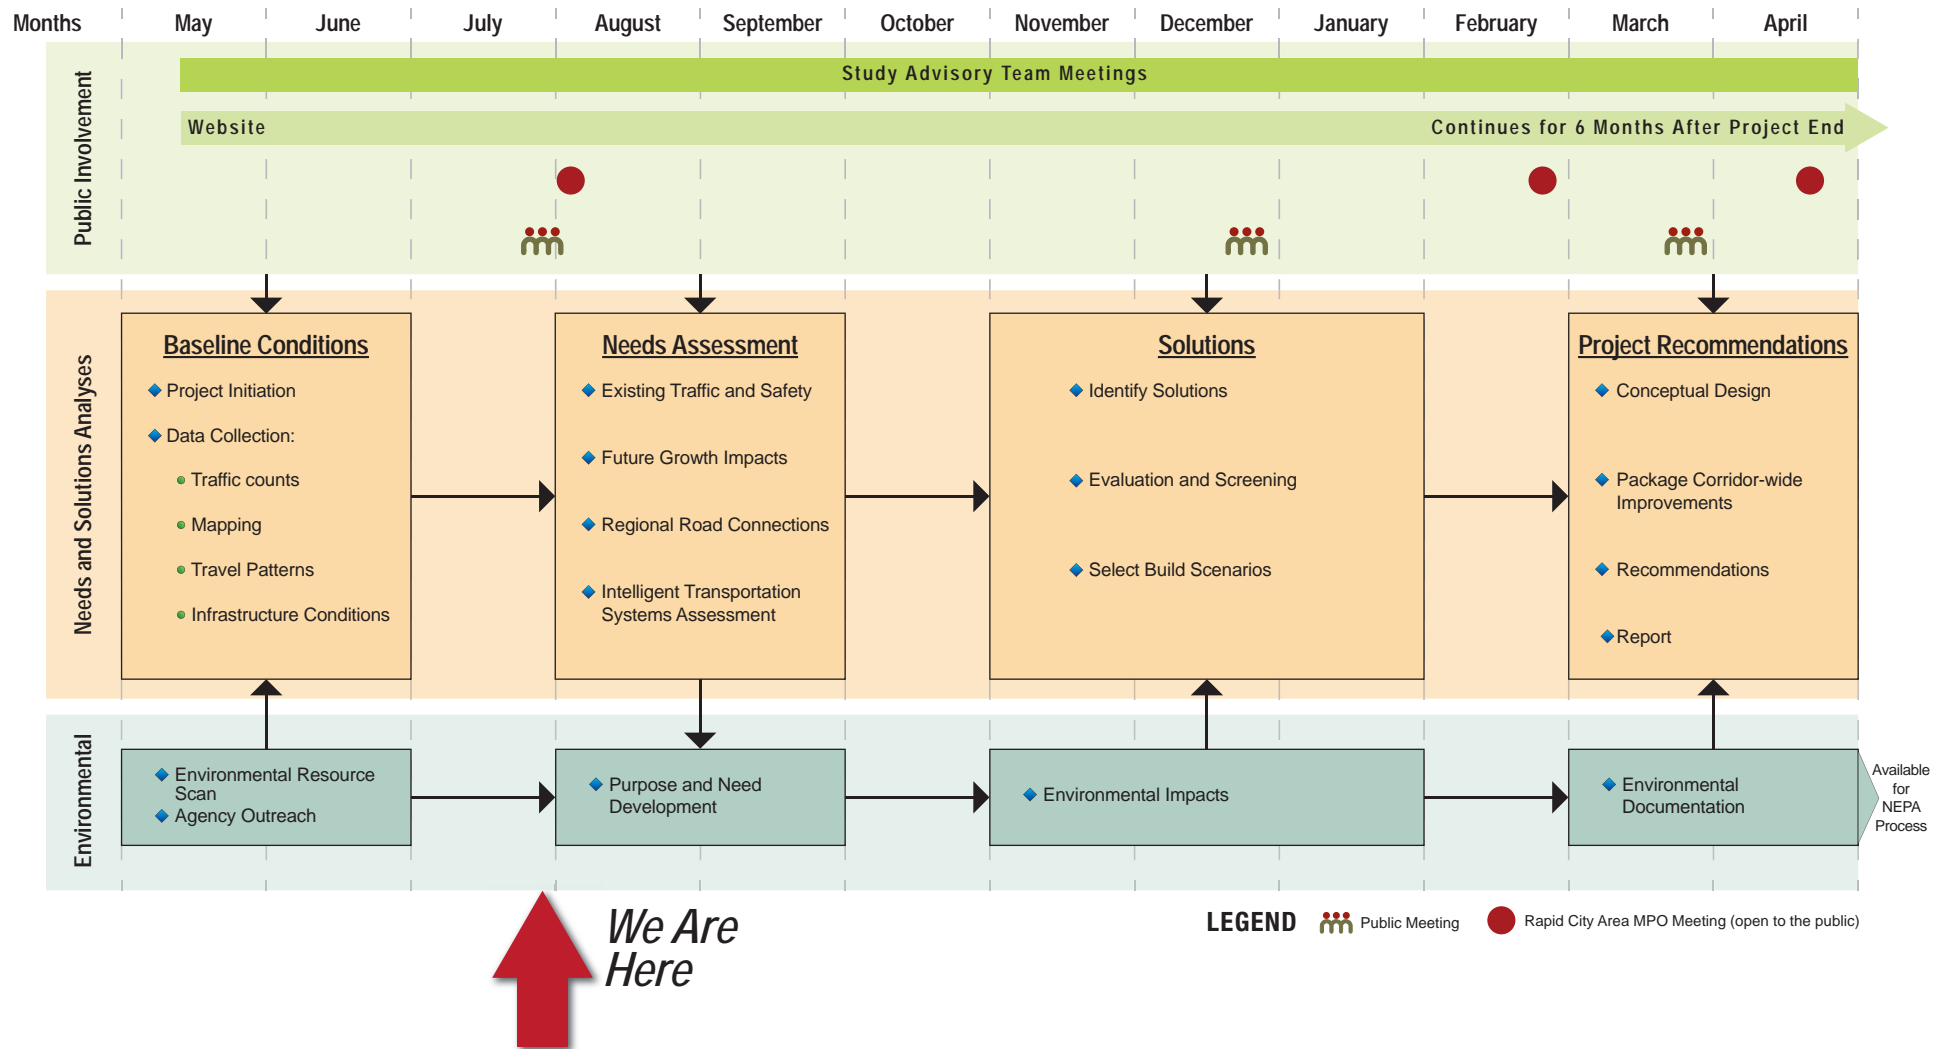 Months May June July August September October November December January February March April
Public Involvement
Study Advisory Team Meetings
Website Continues for 6 Months After Project End
Needs and Solutions Analyses
Baseline Conditions
Project Initiation
Data Collection:
Traffic counts
Mapping
Travel Patterns
Infrastructure Conditions
Needs Assessment
Existing Traffic and Safety
Future Growth Impacts
Regional Road Connections
Intelligent Transportation
Systems Assessment
Solutions
Identify Solutions
Evaluation and Screening
Select Build Scenarios
Project Recommendations
Conceptual Design
Package Corridor-wide
Improvements
Recommendations
Report
Environmental
Environmental Resource
Scan
Agency Outreach
Purpose and Need
Development
Environmental Impacts
Environmental
Documentation
Available
for
NEPA
Process
We Are
Here
LEGEND Public Meeting Rapid City Area MPO Meeting (open to the public)